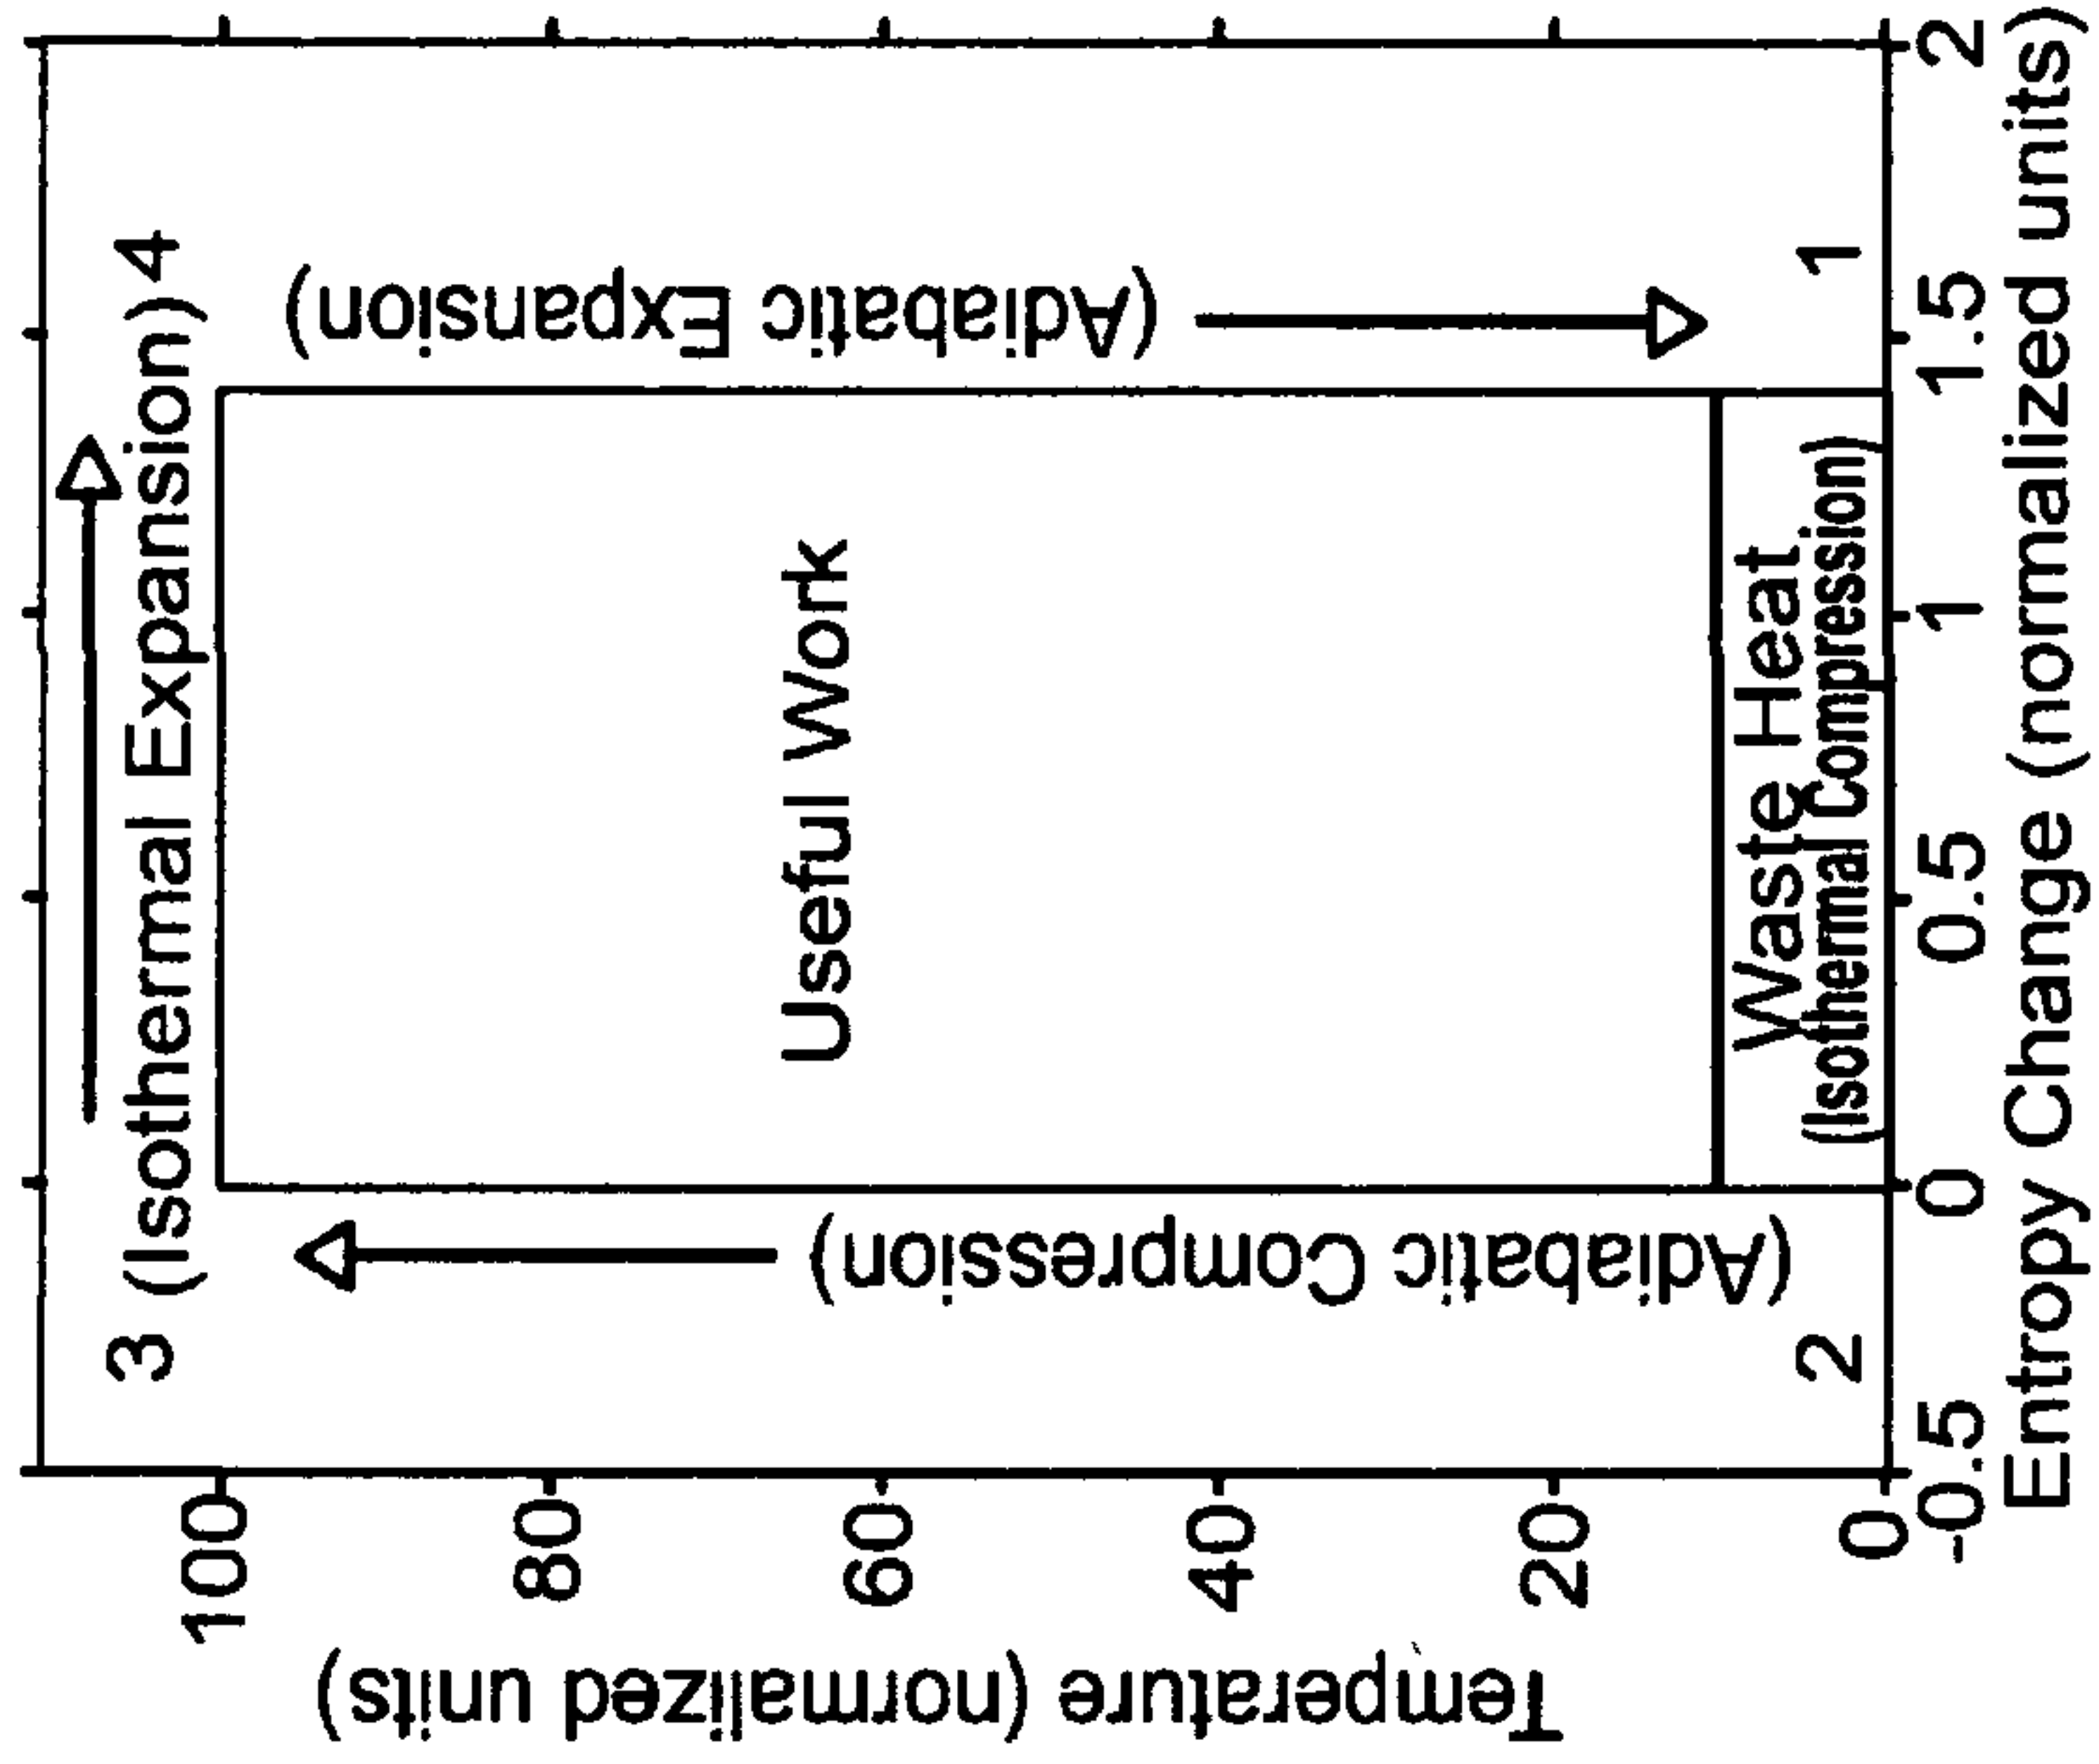 3 (Isothermal Expansion) 4
(Adiabatic Compression)
(Adiabatic Expansion)
Useful Work
Waste Heat
(Isothermal Compression)
2
1
Temperature (normalized units)
100
80
60
40
20
0
-0.5 0 0.5 1 1.5 2
Entropy Change (normalized units)